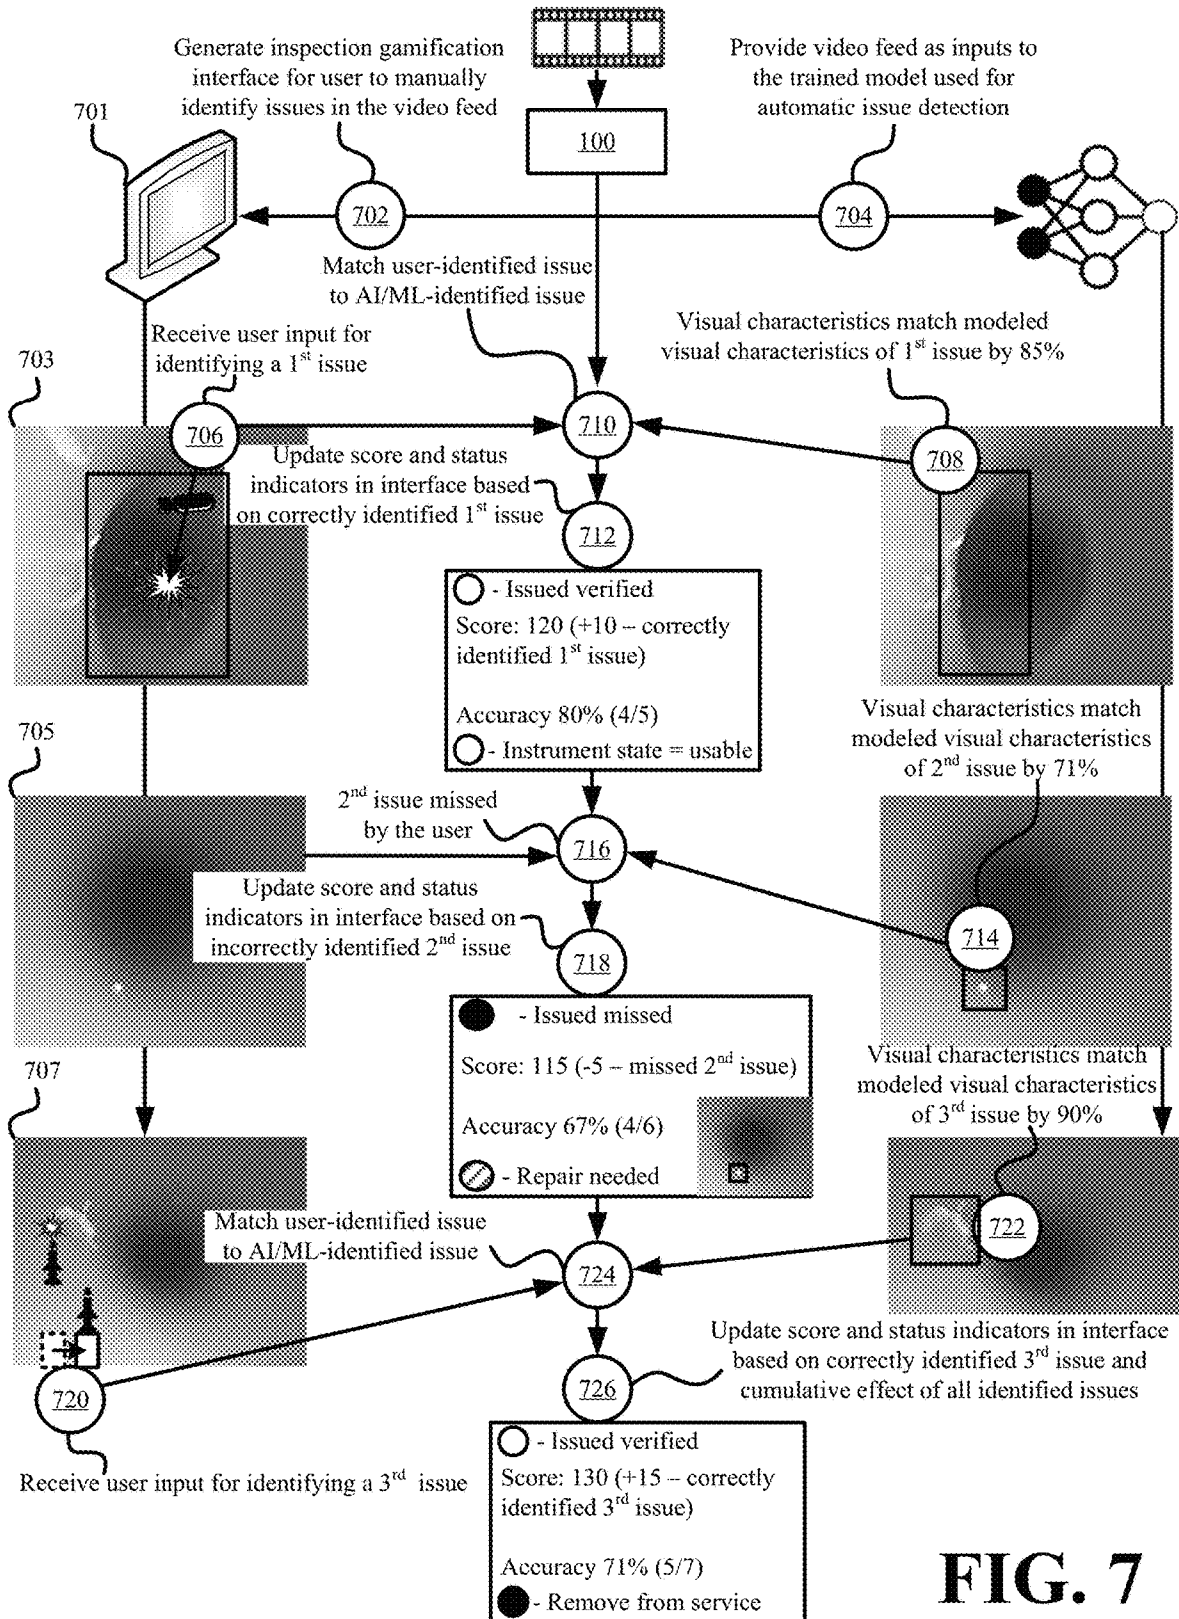 Generate inspection gamification
interface for user to manually
identify issues in the video feed
Provide video feed as inputs to
the trained model used for
automatic issue detection
701
100
702
704
Match user-identified issue
to AI/ML-identified issue
Receive user input for
identifying a 1st issue
Visual characteristics match modeled
visual characteristics of 1st issue by 85%
703
706
710
708
Update score and status
indicators in interface based
on correctly identified 1st issue
712
- Issued verified
Score: 120 (+10 – correctly
identified 1st issue)
Accuracy 80% (4/5)
- Instrument state = usable
Visual characteristics match
modeled visual characteristics
of 2nd issue by 71%
705
2nd issue missed
by the user
716
714
Update score and status
indicators in interface based on
incorrectly identified 2nd issue
718
- Issued missed
Score: 115 (-5 – missed 2nd issue)
Accuracy 67% (4/6)
- Repair needed
707
Visual characteristics match
modeled visual characteristics
of 3rd issue by 90%
722
Match user-identified issue
to AI/ML-identified issue
724
720
Receive user input for identifying a 3rd issue
Update score and status indicators in interface
based on correctly identified 3rd issue and
cumulative effect of all identified issues
726
- Issued verified
Score: 130 (+15 – correctly
identified 3rd issue)
Accuracy 71% (5/7)
- Remove from service
FIG. 7